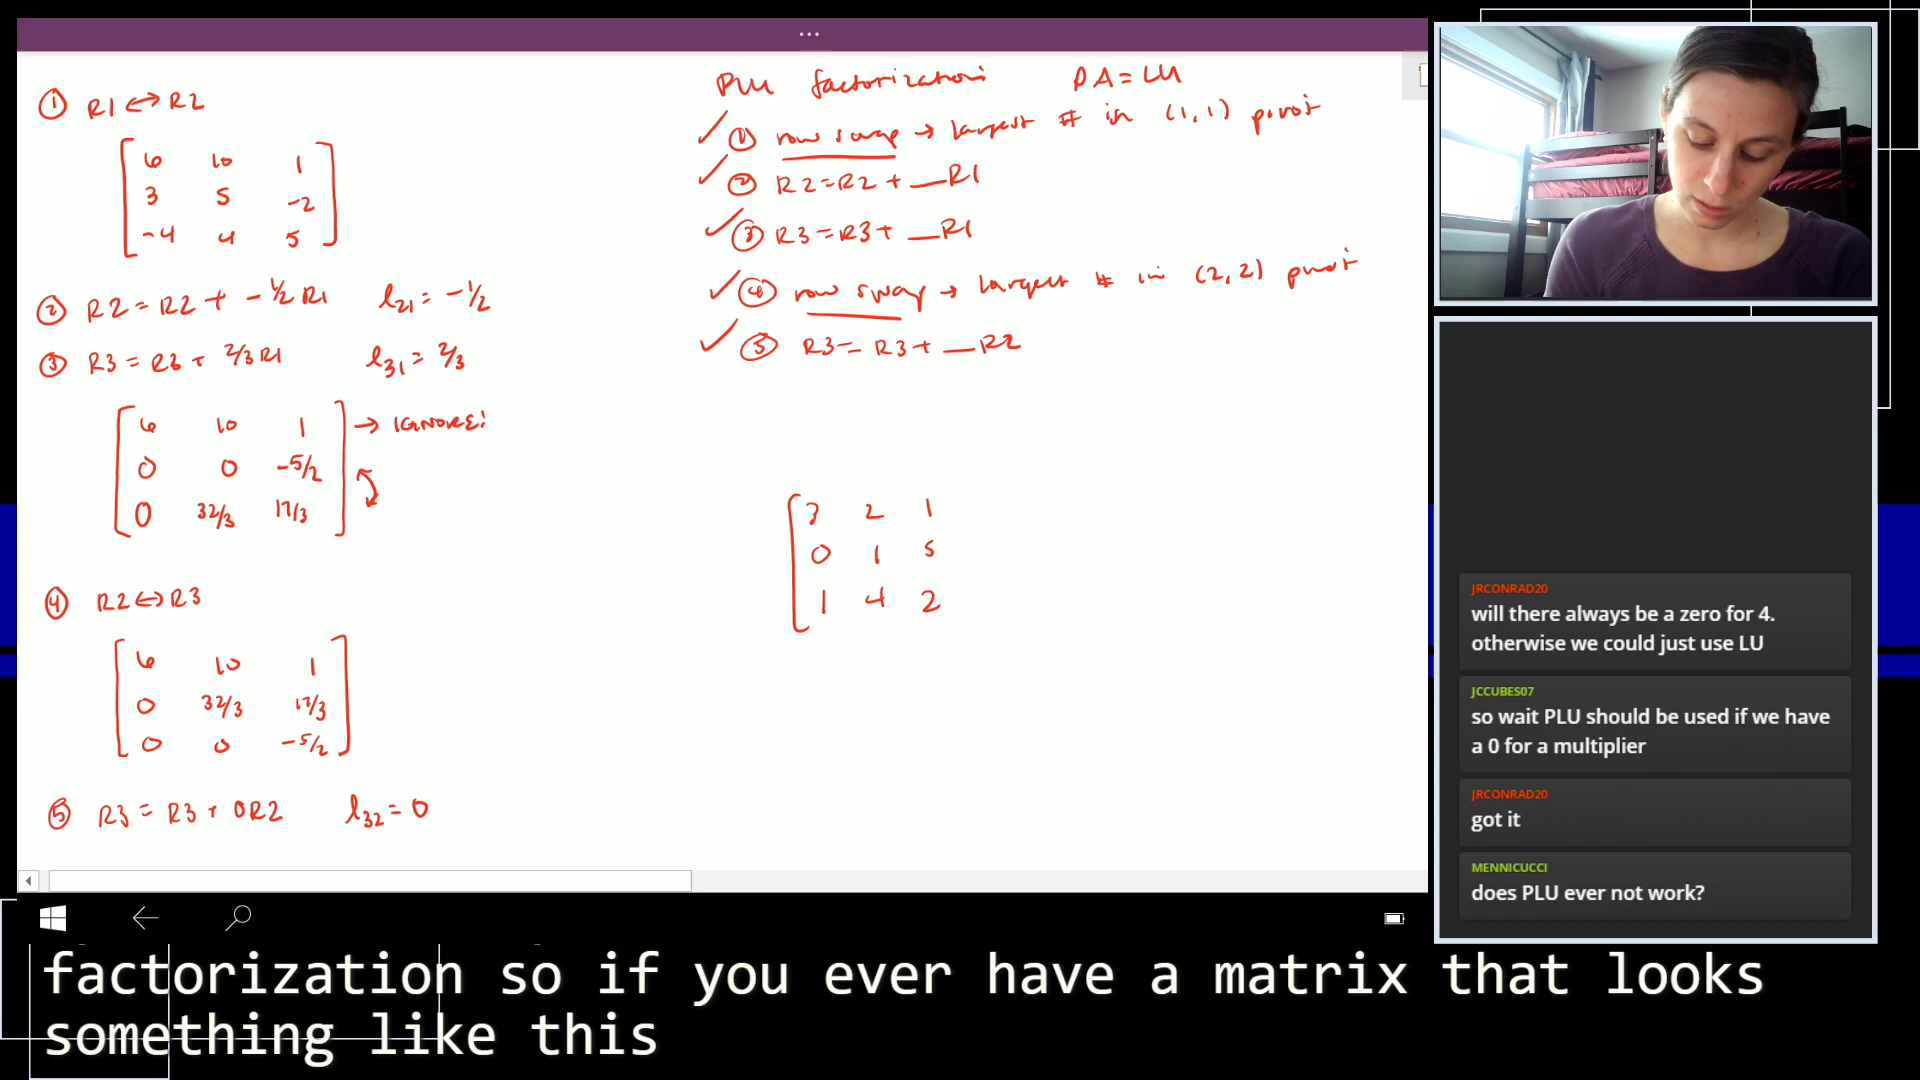 ...
① R1 ↔ R2
6 10 1
3 5 -2
-4 4 5
② R2 = R2 + -1/2 R1 l21 = -1/2
③ R3 = R3 + 2/3 R1 l31 = 2/3
6 10 1 → IGNORE!
0 0 -5/2
0 32/3 17/3
④ R2 ↔ R3
6 10 1
0 32/3 17/3
0 0 -5/2
⑤ R3 = R3 + 0R2 l32 = 0
PLU factorization PA = LU
✓ ① row swap → largest # in (1,1) pivot
✓ ② R2 = R2 + __R1
✓ ③ R3 = R3 + __R1
✓ ④ row swap → largest # in (2,2) pivot
✓ ⑤ R3 = R3 + __R2
3 2 1
0 1 5
1 4 2
JRCONRAD20
will there always be a zero for 4.
otherwise we could just use LU
JCCUBES07
so wait PLU should be used if we have
a 0 for a multiplier
JRCONRAD20
got it
MENNICUCCI
does PLU ever not work?
factorization so if you ever have a matrix that looks
something like this